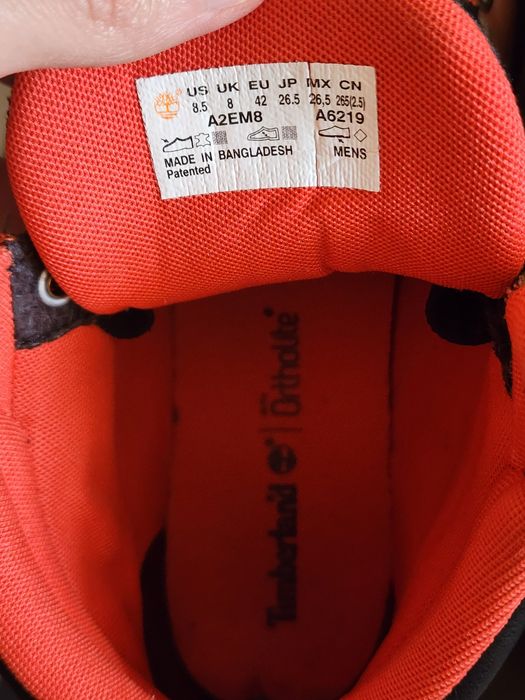 US UK EU JP MX CN
8.5 8 42 26.5 26,5 265(2.5)
A2EM8 A6219
MADE IN BANGLADESH MENS
Patented
Timberland
OrthoLite